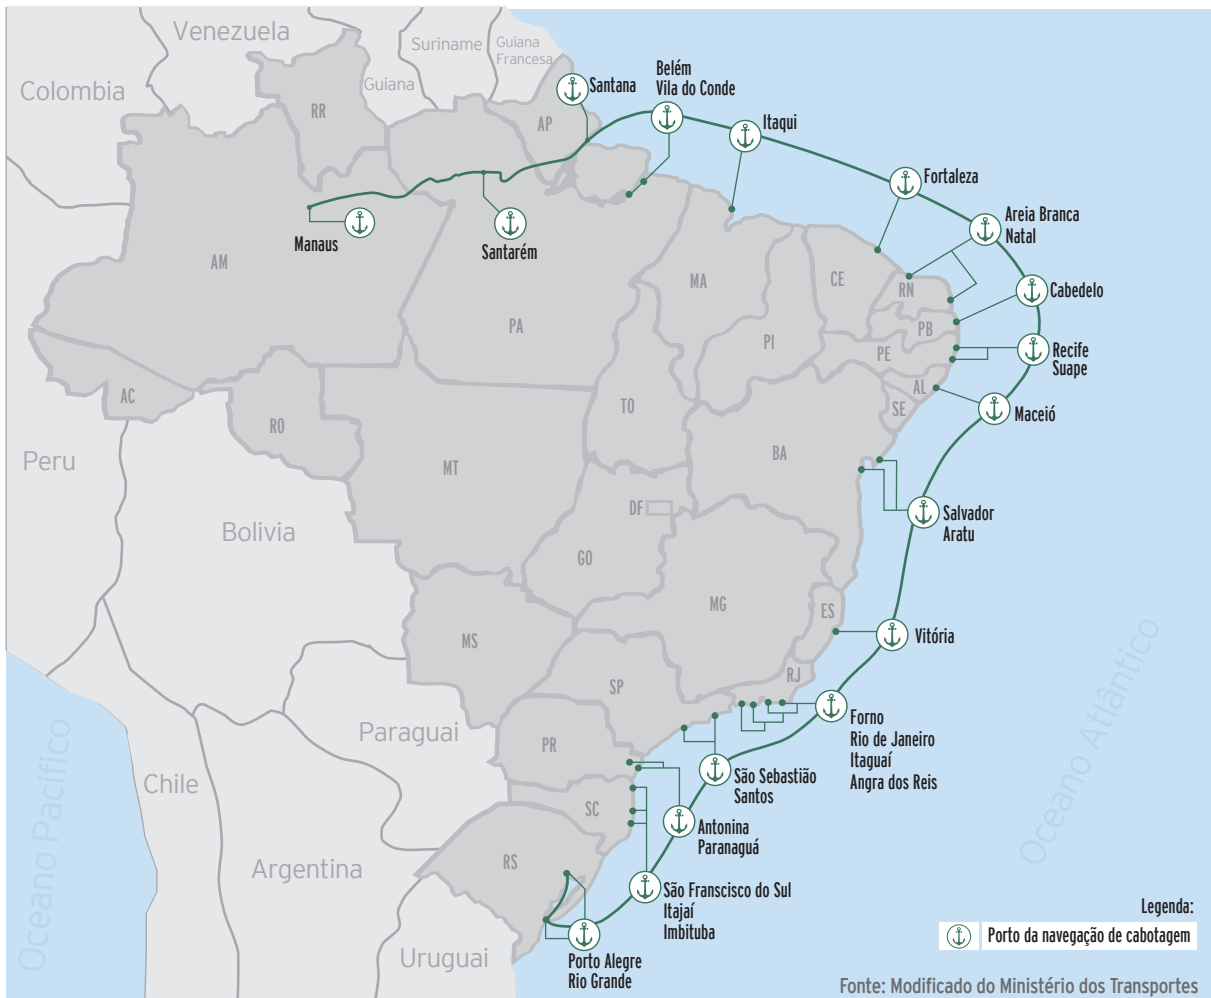 Venezuela
Suriname
Guiana
Francesa
Colombia
Guiana
Santana
Belém
Vila do Conde
Itaqui
RR
AP
Fortaleza
Areia Branca
Natal
Manaus
Santarém
AM
PA
MA
CE
RN
Cabedelo
PB
PI
PE
Recife
Suape
AC
AL
SE
Maceió
TO
RO
Peru
MT
BA
DF
Salvador
Aratu
Bolivia
GO
MG
ES
MS
Vitória
RJ
SP
Forno
Rio de Janeiro
Itaguaí
Angra dos Reis
Paraguai
PR
Chile
São Sebastião
Santos
SC
Antonina
Paranaguá
Argentina
RS
São Franscisco do Sul
Itajaí
Imbituba
Uruguai
Porto Alegre
Rio Grande
Oceano Pacifico
Oceano Atlântico
Legenda:
Porto da navegação de cabotagem
Fonte: Modificado do Ministério dos Transportes